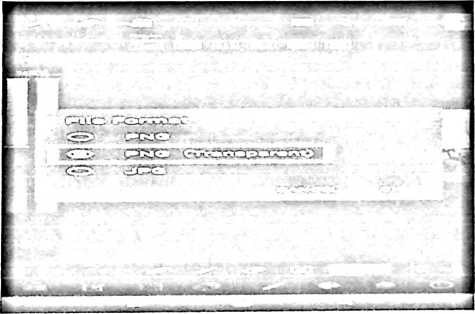 File Format
PNG
PNG (Transparent)
JPG